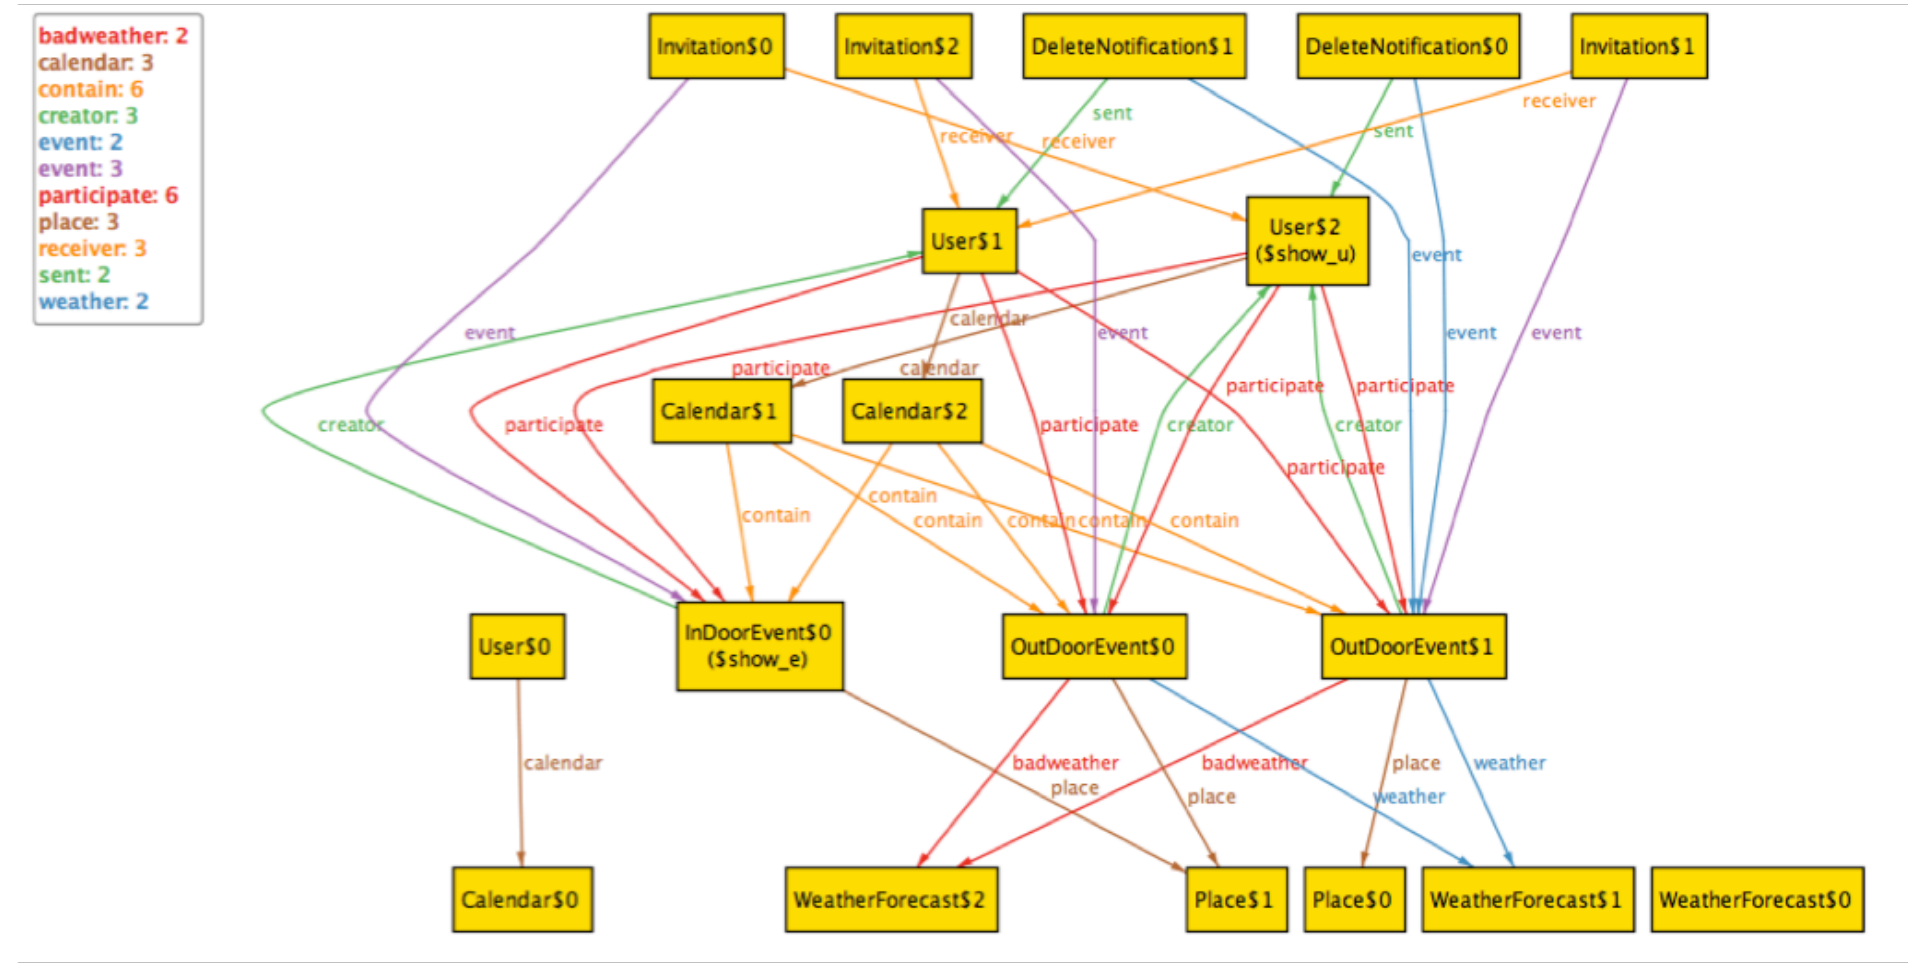 badweather: 2
calendar: 3
contain: 6
creator: 3
event: 2
event: 3
participate: 6
place: 3
receiver: 3
sent: 2
weather: 2
Invitation$0
Invitation$2
DeleteNotification$1
DeleteNotification$0
Invitation$1
receiver
sent
sent
receiver
receiver
User$1
User$2
($show_u)
event
calendar
event
event
event
event
participate
calendar
participate
participate
Calendar$1
Calendar$2
creator
participate
participate
creator
creator
participate
contain
contain
contain
contain
contain
contain
User$0
InDoorEvent$0
($show_e)
OutDoorEvent$0
OutDoorEvent$1
calendar
badweather
badweather
place
weather
place
place
weather
Calendar$0
WeatherForecast$2
Place$1
Place$0
WeatherForecast$1
WeatherForecast$0